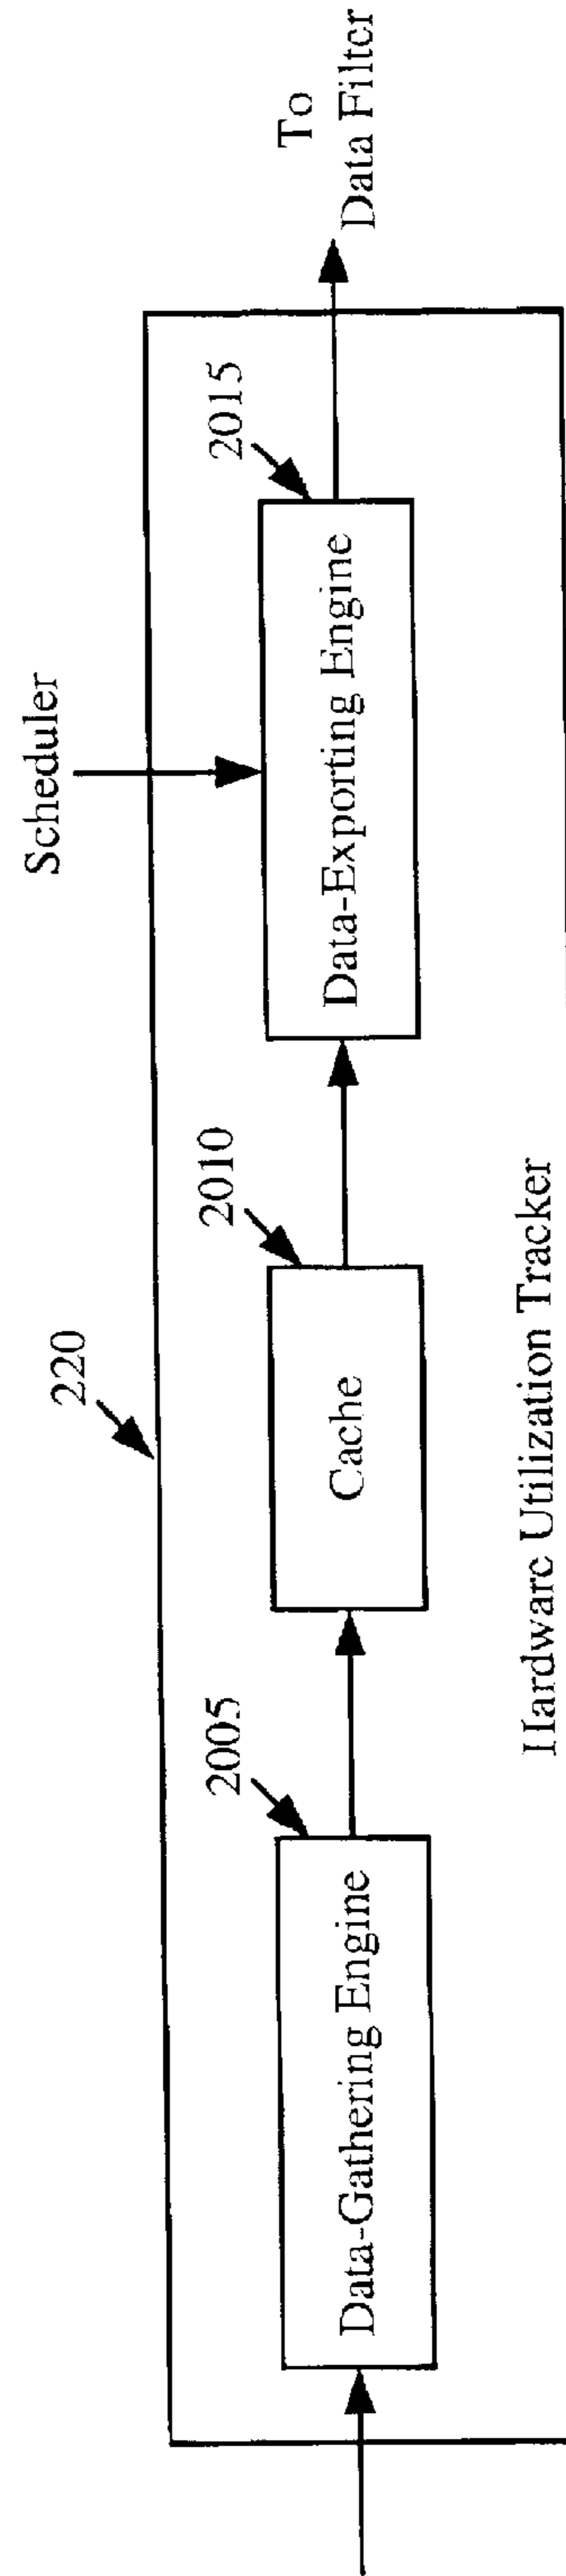 Scheduler
220
2005
2010
2015
Data-Gathering Engine
Cache
Data-Exporting Engine
To
Data Filter
Hardware Utilization Tracker